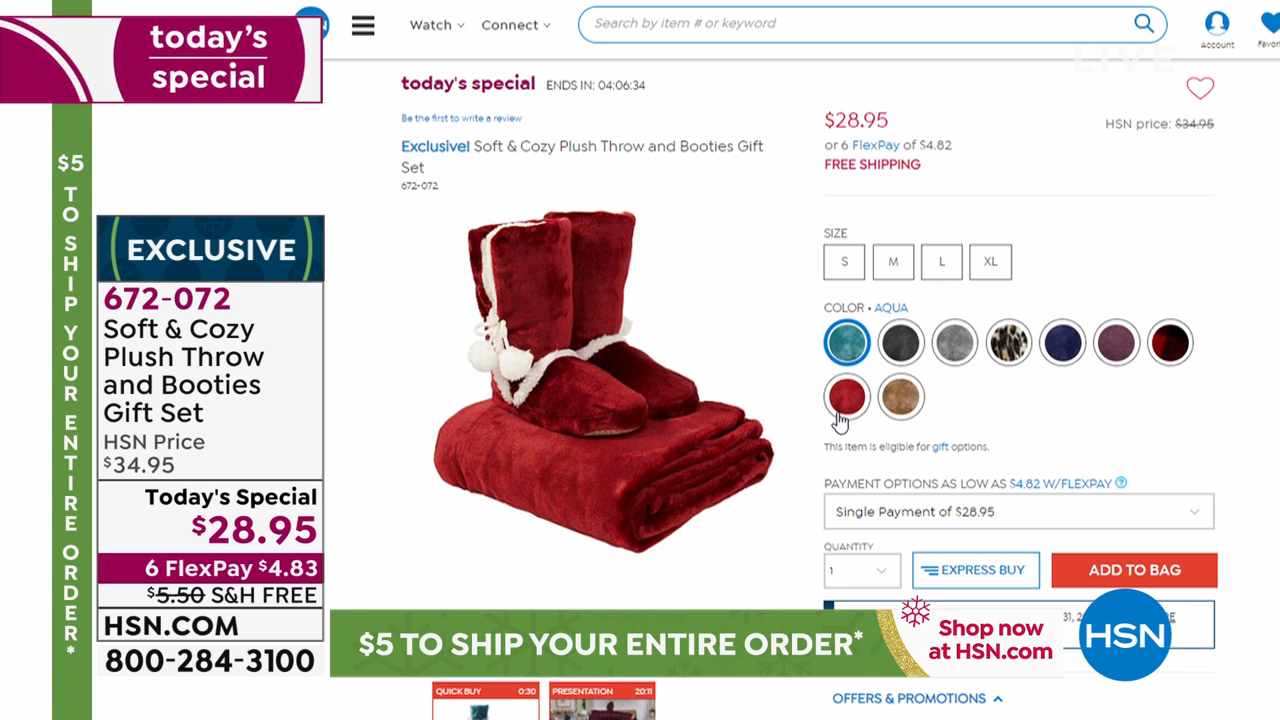 today's
special
$5
TO SHIP YOUR ENTIRE ORDER*
EXCLUSIVE
672-072
Soft & Cozy
Plush Throw
and Booties
Gift Set
HSN Price
$34.95
Today's Special
$28.95
6 FlexPay $4.83
$5.50 S&H FREE
HSN.COM
800-284-3100
Watch
Connect
Search by item # or keyword
Account
LIVE
today's special ENDS IN: 04:06:34
Be the first to write a review
Exclusive! Soft & Cozy Plush Throw and Booties Gift
Set
672-072
$28.95
HSN price: $34.95
or 6 FlexPay of $4.82
FREE SHIPPING
SIZE
S M L XL
COLOR • AQUA
This item is eligible for gift options.
PAYMENT OPTIONS AS LOW AS $4.82 W/FLEXPAY
Single Payment of $28.95
QUANTITY
1
EXPRESS BUY
ADD TO BAG
$5 TO SHIP YOUR ENTIRE ORDER*
Shop now
at HSN.com
HSN
QUICK BUY 0:30
PRESENTATION 20:11
OFFERS & PROMOTIONS